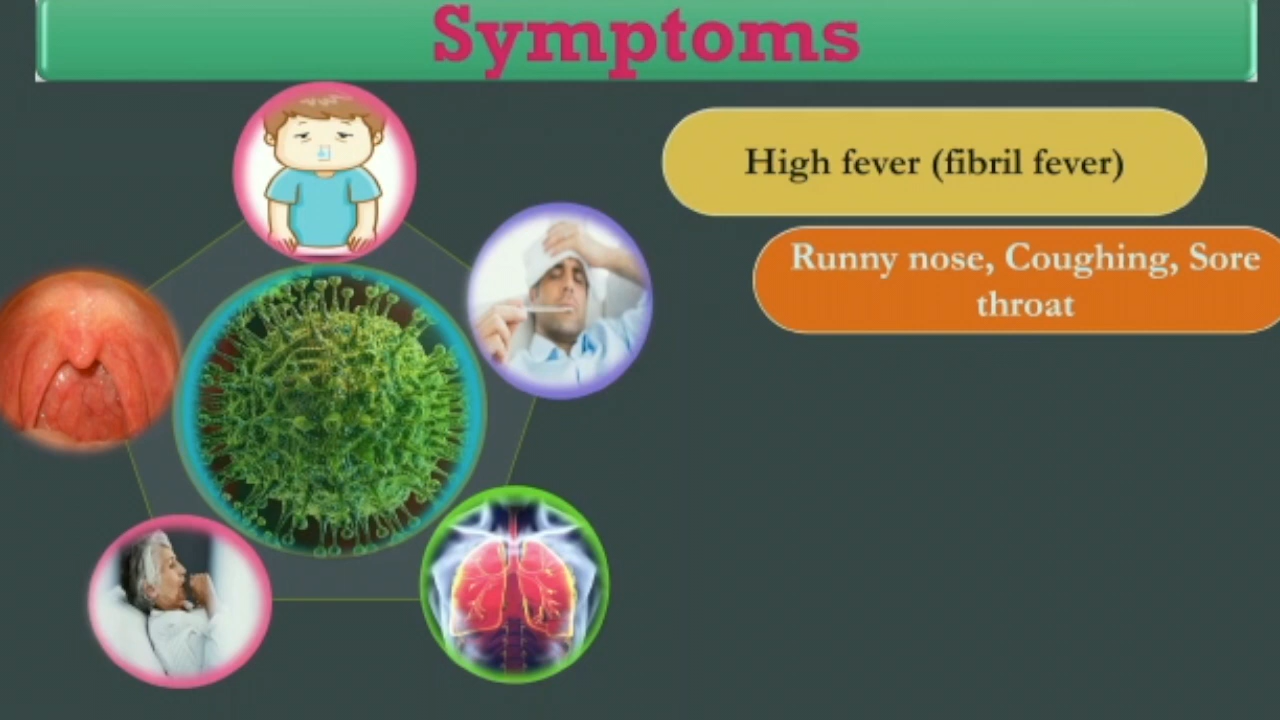 Symptoms
High fever (fibril fever)
Runny nose, Coughing, Sore
throat